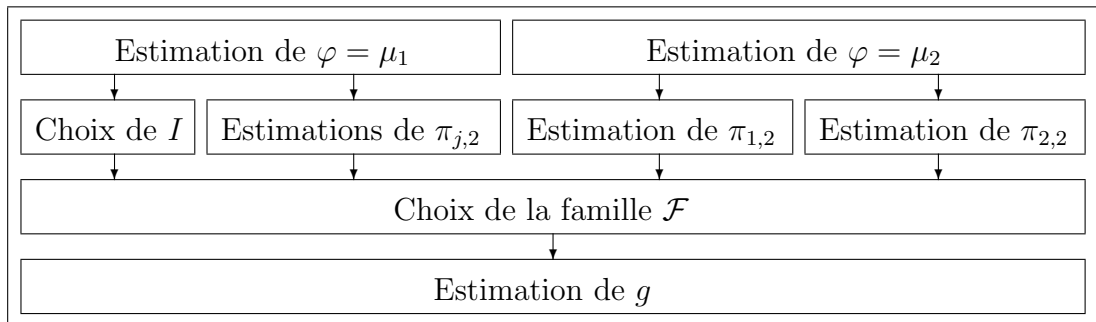 Estimation de φ = μ₁ Estimation de φ = μ₂
Choix de I Estimations de π_{j,2} Estimation de π_{1,2} Estimation de π_{2,2}
Choix de la famille ℱ
Estimation de g